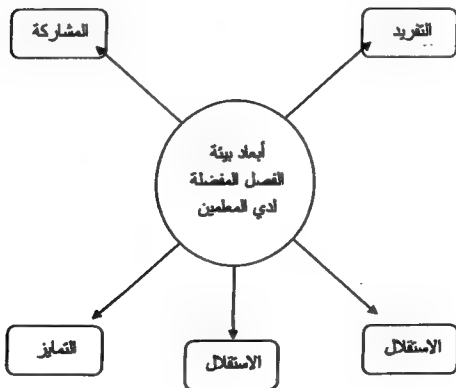 التفريد
المشاركة
أبعاد بيئة
الفصل المفضلة
لدي المعلمين
الاستقلال
الاستقلال
التمايز